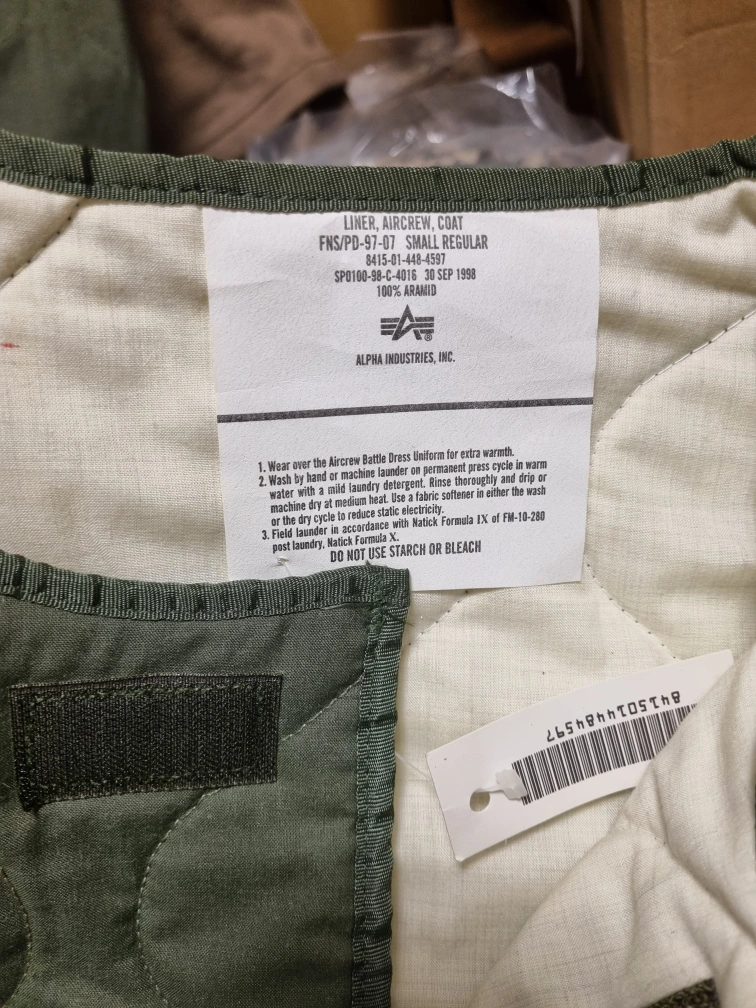 LINER, AIRCREW, COAT
FNS/PD-97-07 SMALL REGULAR
8415-01-448-4597
SPO100-98-C-4016 30 SEP 1998
100% ARAMID
®
ALPHA INDUSTRIES, INC.
1. Wear over the Aircrew Battle Dress Uniform for extra warmth.
2. Wash by hand or machine launder on permanent press cycle in warm
water with a mild laundry detergent. Rinse thoroughly and drip or
machine dry at medium heat. Use a fabric softener in either the wash
or the dry cycle to reduce static electricity.
3. Field launder in accordance with Natick Formula IX of FM-10-280
post laundry, Natick Formula X.
DO NOT USE STARCH OR BLEACH
8415014484597